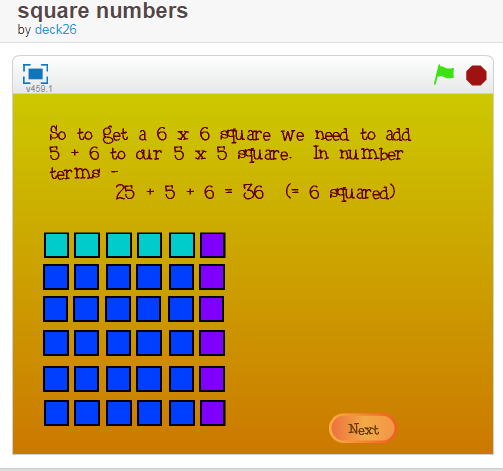 square numbers
by deck26
v459.1
So to get a 6 x 6 square we need to add
5 + 6 to our 5 x 5 square. In number
terms -
25 + 5 + 6 = 36 (= 6 squared)
Next